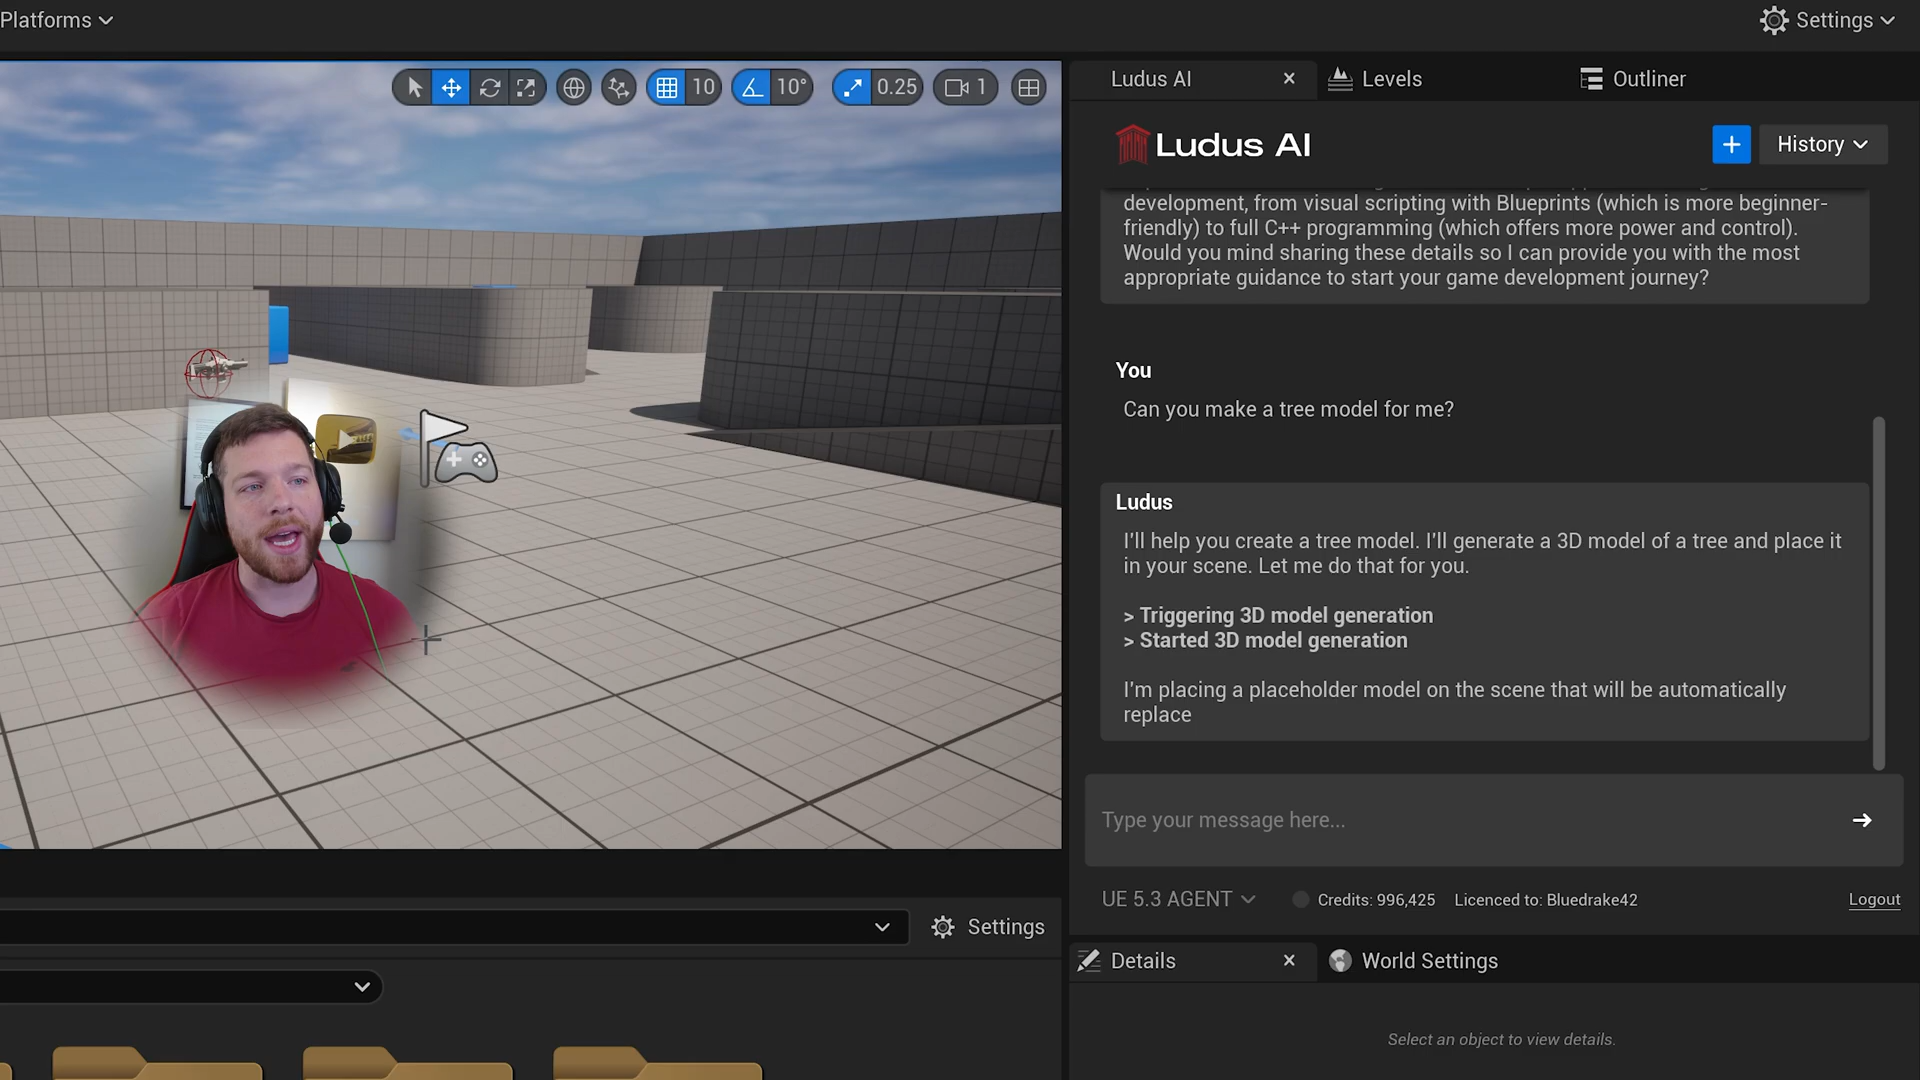 Platforms
Settings
10
10°
0.25
1
Ludus AI
Levels
Outliner
Ludus AI
+
History
development, from visual scripting with Blueprints (which is more beginner-
friendly) to full C++ programming (which offers more power and control).
Would you mind sharing these details so I can provide you with the most
appropriate guidance to start your game development journey?
You
Can you make a tree model for me?
Ludus
I'll help you create a tree model. I'll generate a 3D model of a tree and place it
in your scene. Let me do that for you.
> Triggering 3D model generation
> Started 3D model generation
I'm placing a placeholder model on the scene that will be automatically
replace
Type your message here...
UE 5.3 AGENT
Credits: 996,425
Licenced to: Bluedrake42
Logout
Settings
Details
World Settings
Select an object to view details.